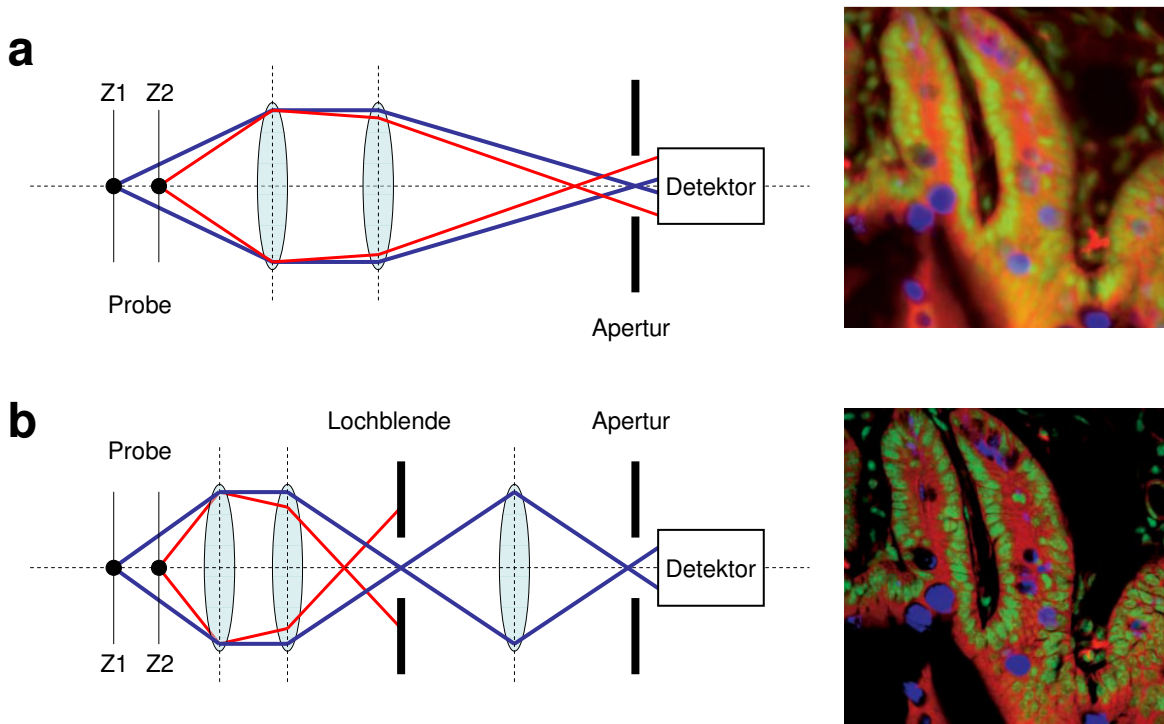 a
Z1 Z2
Detektor
Probe
Apertur
b
Lochblende Apertur
Probe
Detektor
Z1 Z2